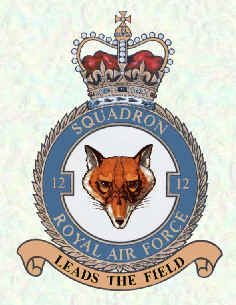 SQUADRON
12 12
ROYAL AIR FORCE
LEADS THE FIELD